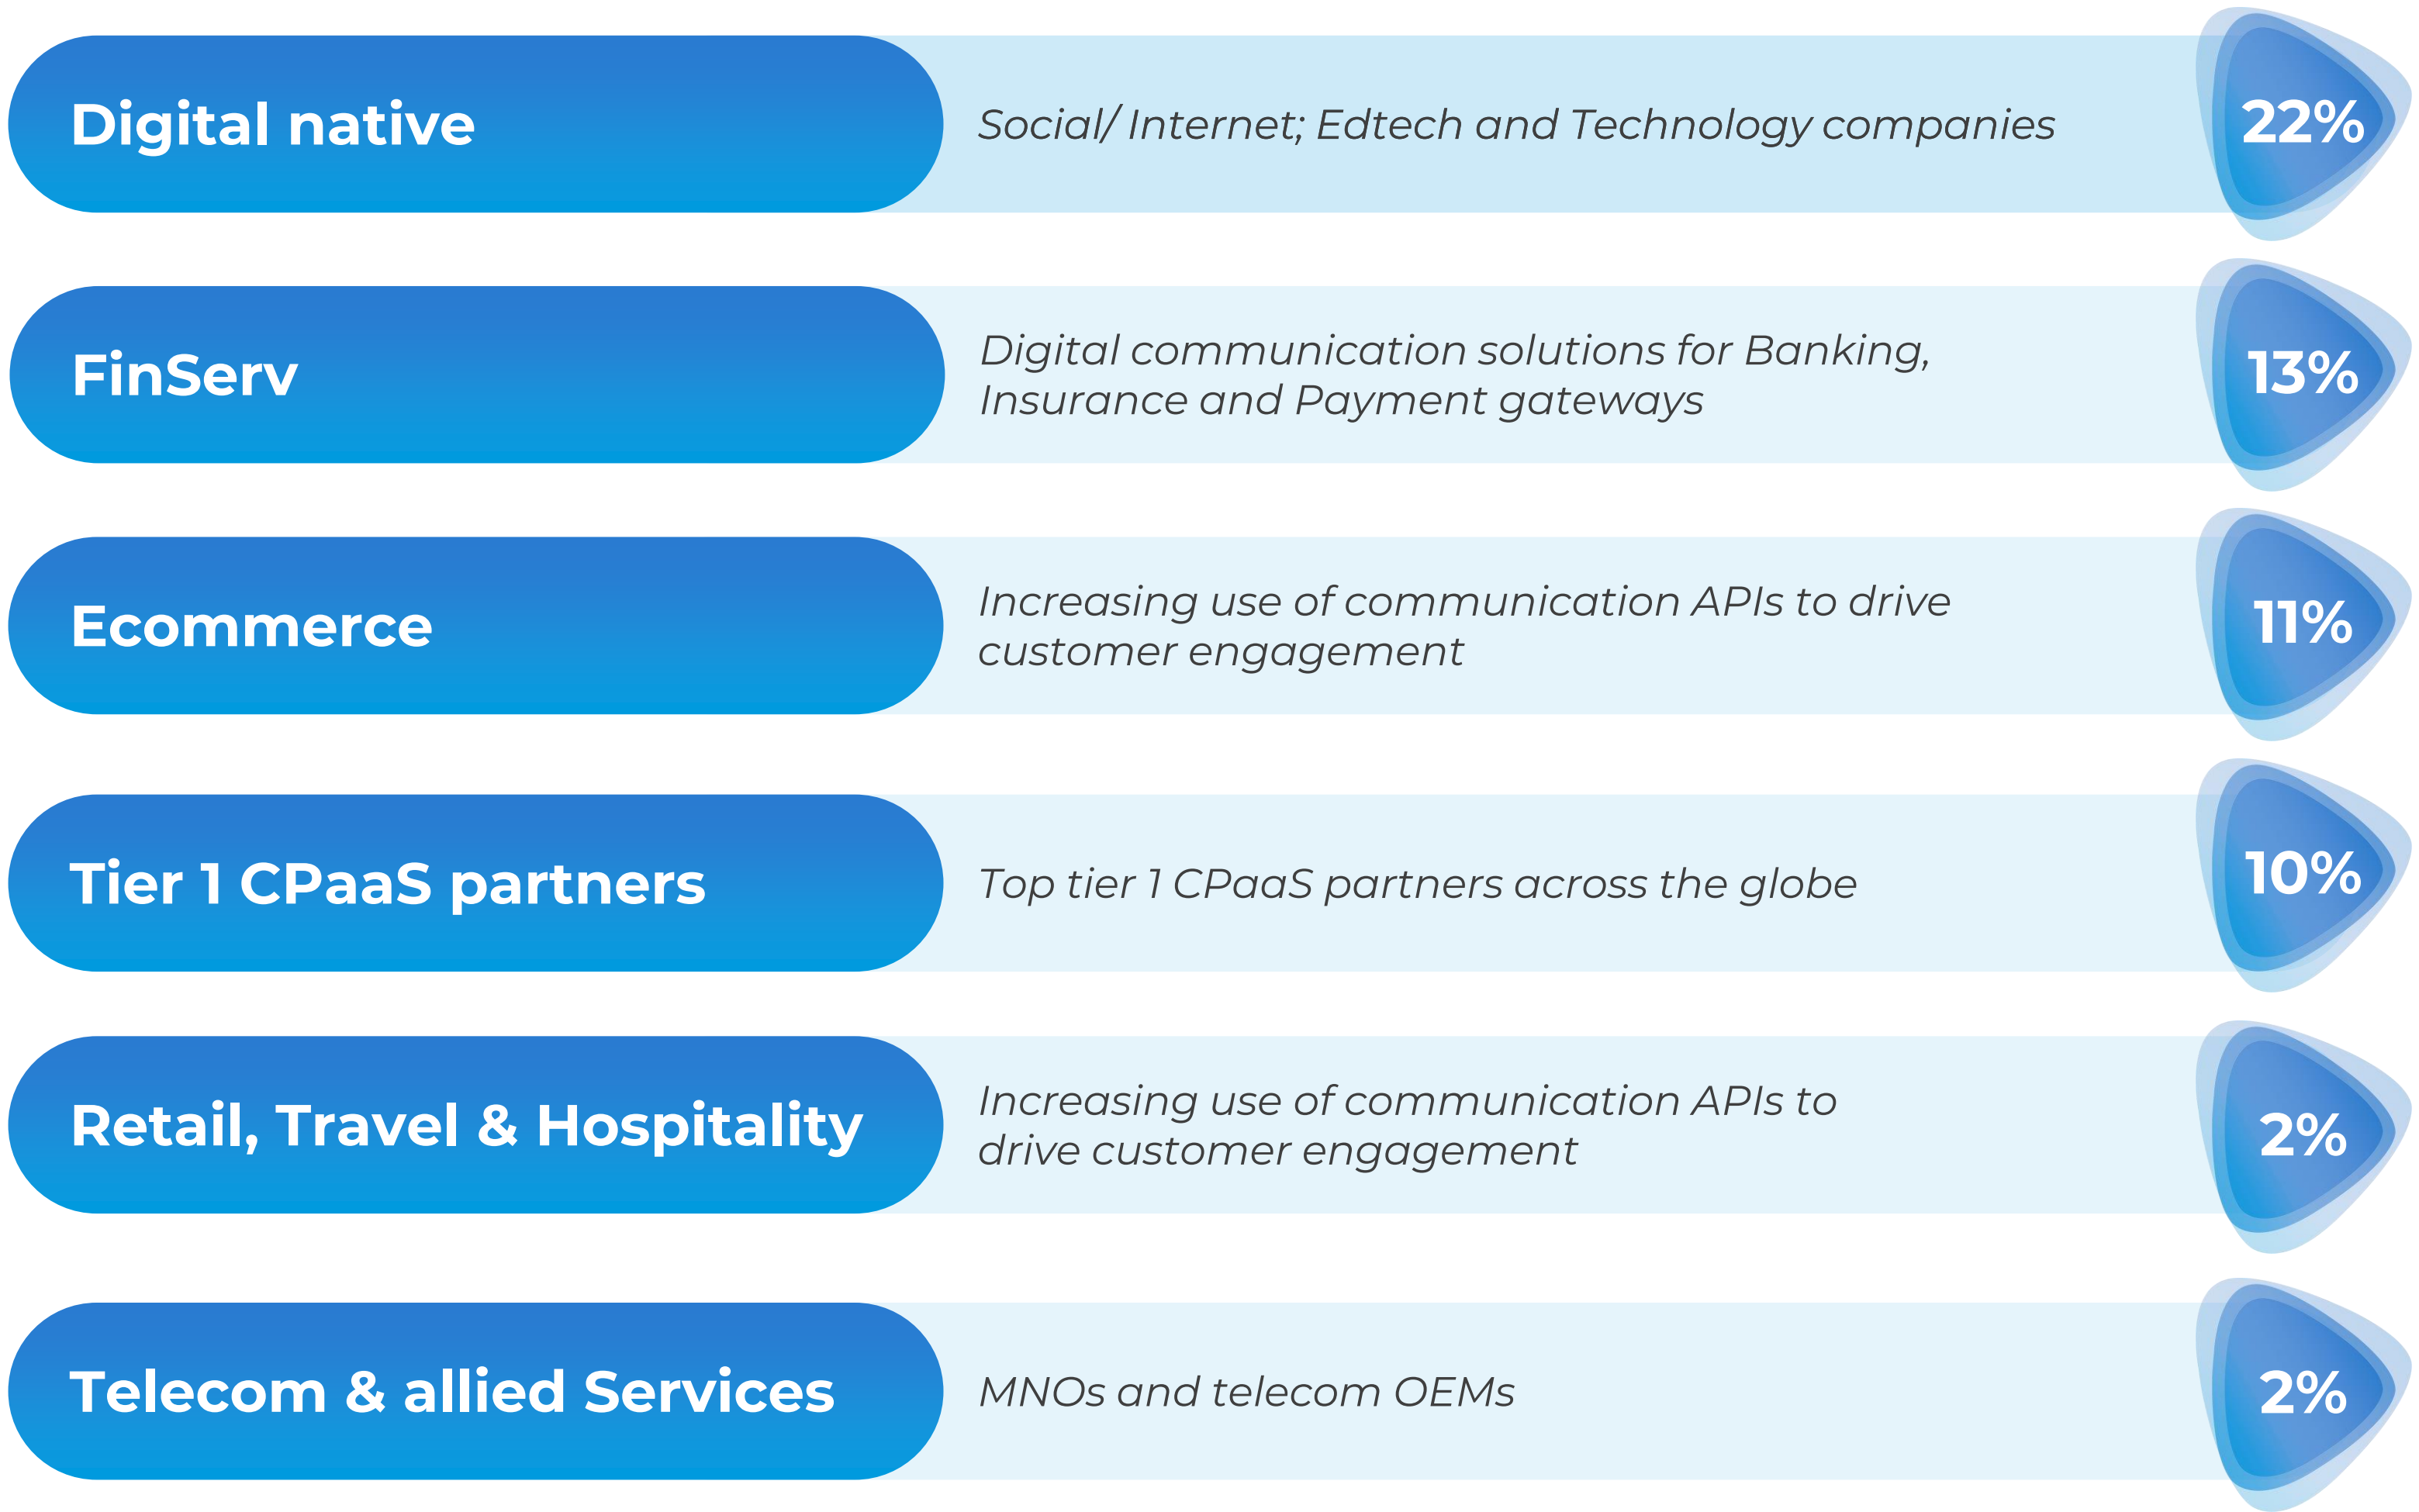 Digital native
Social/ Internet; Edtech and Technology companies
22%
FinServ
Digital communication solutions for Banking,
Insurance and Payment gateways
13%
Ecommerce
Increasing use of communication APIs to drive
customer engagement
11%
Tier 1 CPaaS partners
Top tier 1 CPaaS partners across the globe
10%
Retail, Travel & Hospitality
Increasing use of communication APIs to
drive customer engagement
2%
Telecom & allied Services
MNOs and telecom OEMs
2%